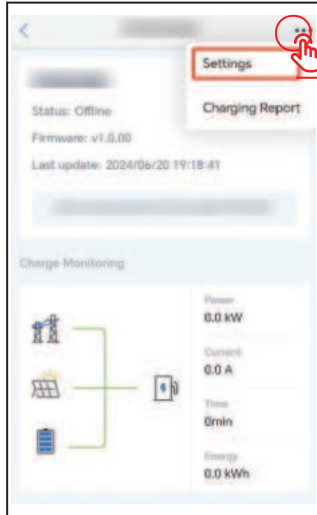 Settings
Charging Report
Status: Offline
Firmware: v1.0.00
Last update: 2024/06/20 19:18:41
Charge Monitoring
Power
0.0 kW
Current
0.0 A
Time
0min
Energy
0.0 kWh